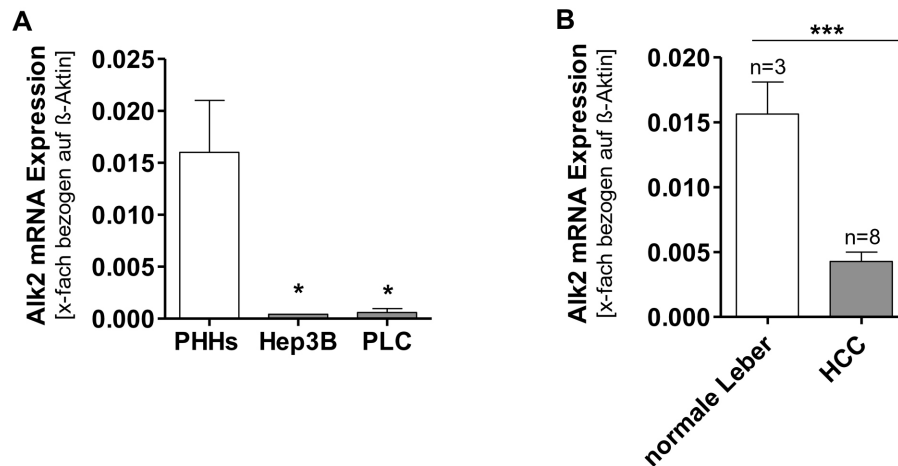 A
Alk2 mRNA Expression
[x-fach bezogen auf ß-Aktin]
0.025
0.020
0.015
0.010
0.005
0.000
* *
PHHs Hep3B PLC
B
Alk2 mRNA Expression
[x-fach bezogen auf ß-Aktin]
0.020
0.015
0.010
0.005
0.000
***
n=3
n=8
normale Leber
HCC